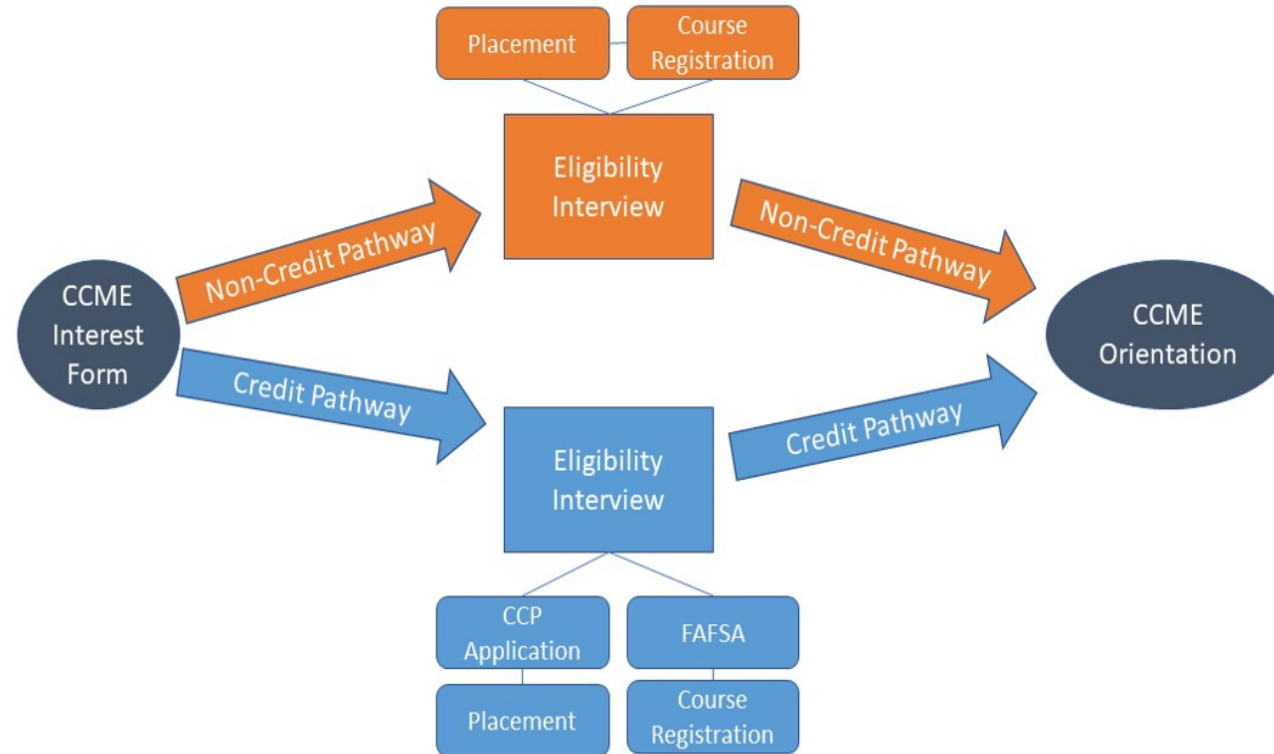 Placement
Course
Registration
Eligibility
Interview
Non-Credit Pathway
Non-Credit Pathway
CCME
Interest
Form
CCME
Orientation
Credit Pathway
Credit Pathway
Eligibility
Interview
CCP
Application
FAFSA
Placement
Course
Registration